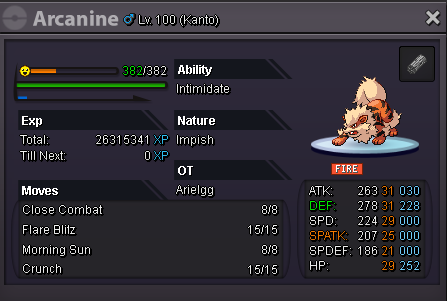 Arcanine ♂ Lv. 100 (Kanto)
382/382
Ability
Intimidate
Exp
Total: 26315341 XP
Till Next: 0 XP
Nature
Impish
OT
Arielgg
FIRE
Moves
Close Combat 8/8
Flare Blitz 15/15
Morning Sun 8/8
Crunch 15/15
ATK: 263 31 030
DEF: 278 31 228
SPD: 224 29 000
SPATK: 207 25 000
SPDEF: 186 21 000
HP: 29 252